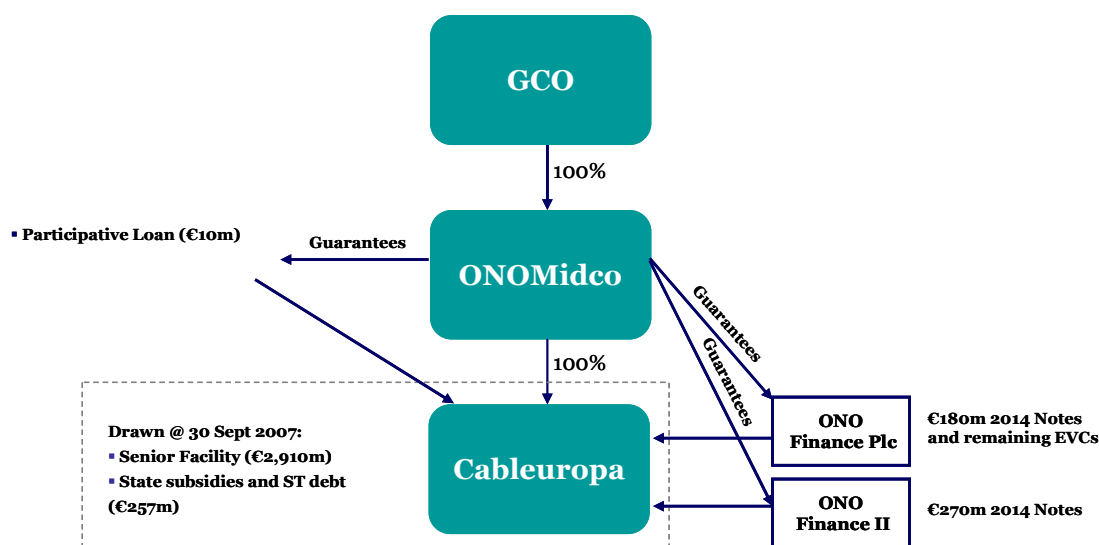 GCO
100%
▪ Participative Loan (€10m)
Guarantees
ONOMidco
Guarantees
Guarantees
100%
Drawn @ 30 Sept 2007:
▪ Senior Facility (€2,910m)
▪ State subsidies and ST debt
(€257m)
Cableuropa
ONO
Finance Plc
€180m 2014 Notes
and remaining EVCs
ONO
Finance II
€270m 2014 Notes